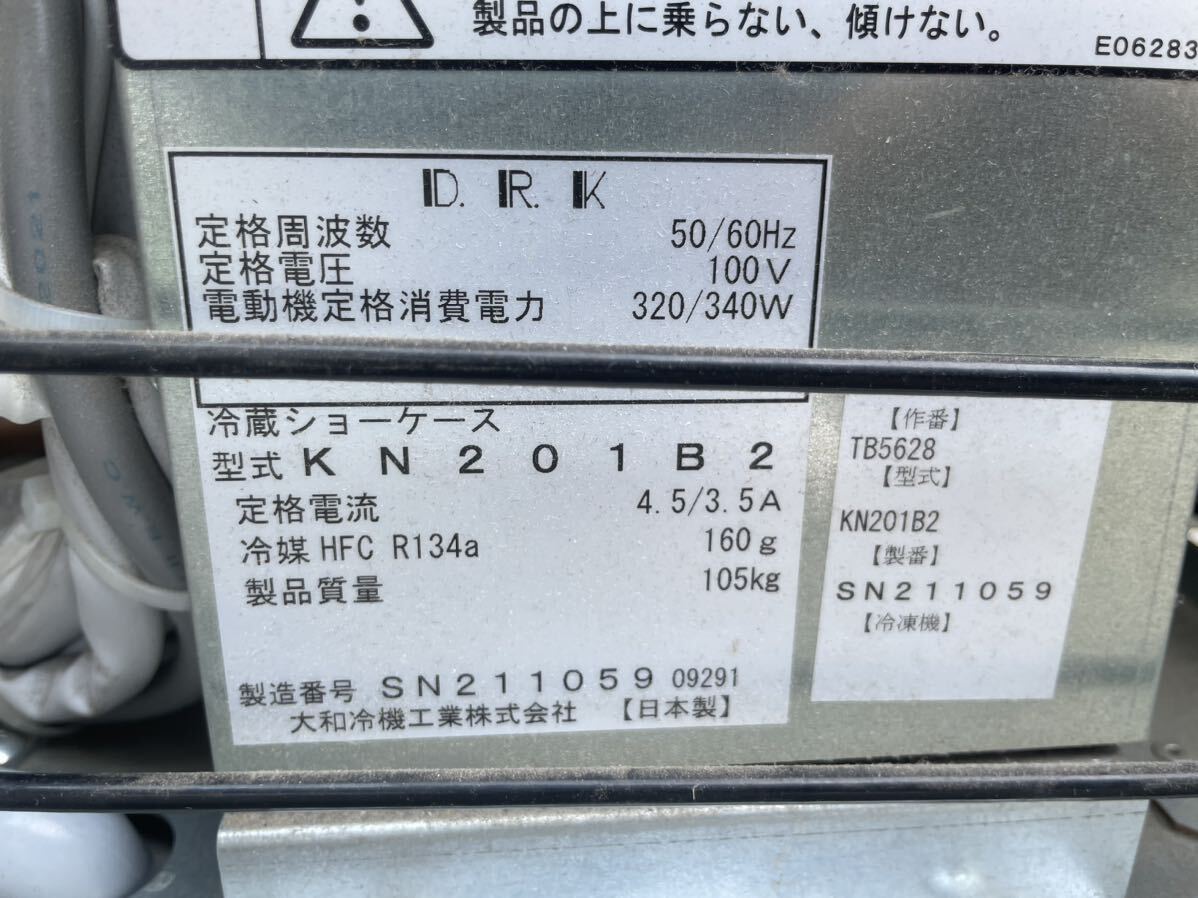 製品の上に乗らない、傾けない。
E06283
D.R.K
定格周波数 50/60Hz
定格電圧 100V
電動機定格消費電力 320/340W
冷蔵ショーケース
型式 KN201B2
定格電流 4.5/3.5A
冷媒 HFC R134a 160g
製品質量 105kg
製造番号 SN211059 09291
大和冷機工業株式会社 【日本製】
【作番】
TB5628
【型式】
KN201B2
【製番】
SN211059
【冷凍機】